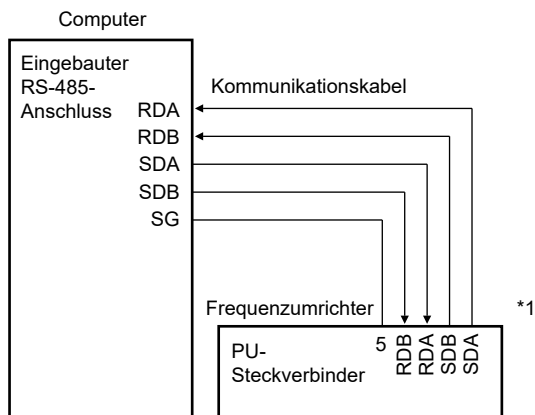 Computer
Eingebauter
RS-485-
Anschluss
Kommunikationskabel
RDA
RDB
SDA
SDB
SG
Frequenzumrichter
*1
PU-
Steckverbinder
5
RDB
RDA
SDB
SDA